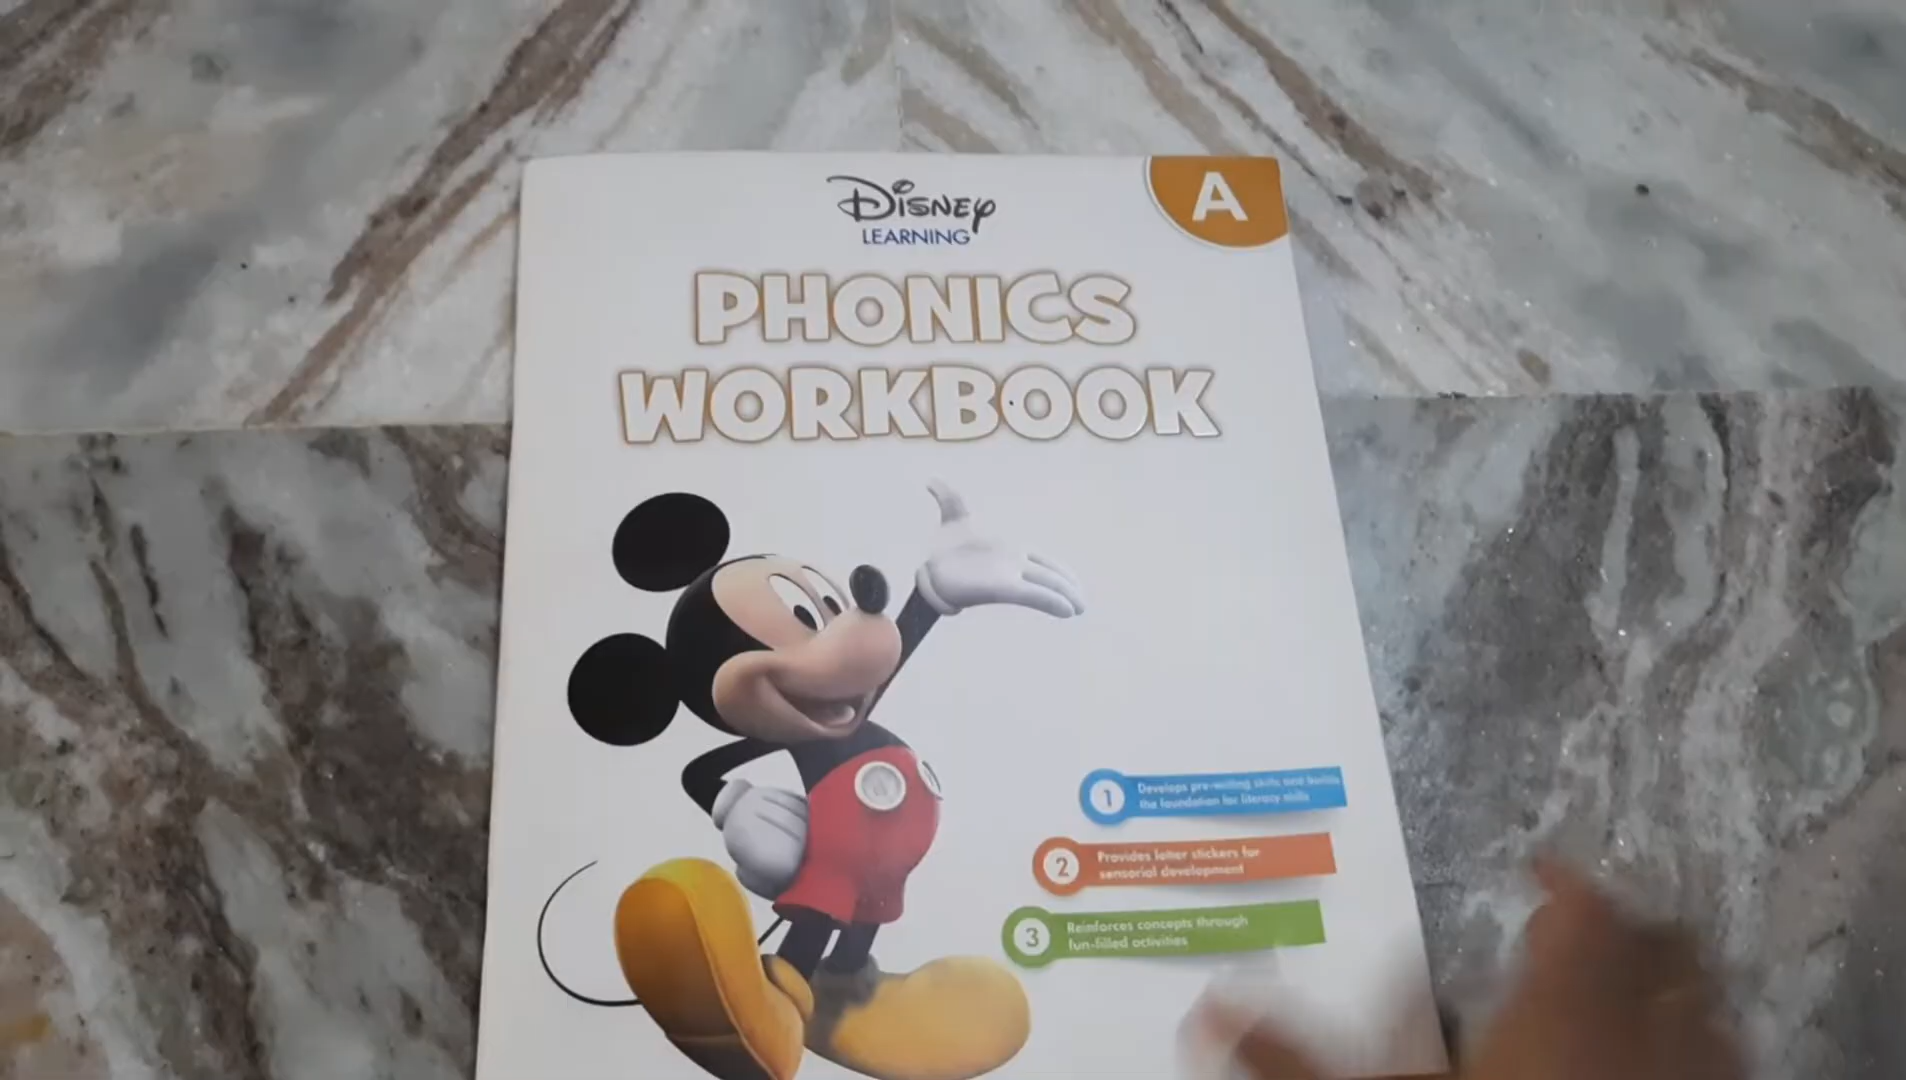 DISNEY
LEARNING
A
PHONICS
WORKBOOK
1
Develops pre-writing skills and builds
the foundation for literacy skills
2
Provides letter stickers for
sensorial development
3
Reinforces concepts through
fun-filled activities